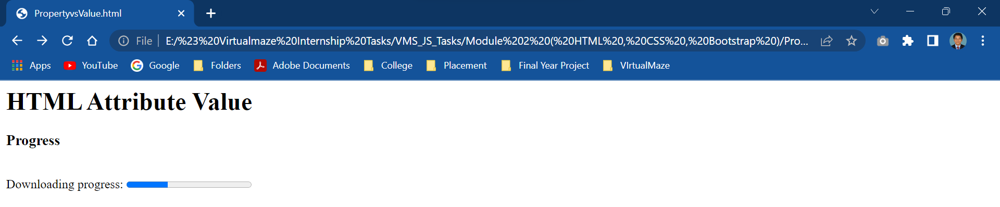 PropertyvsValue.html
File E:/%23%20Virtualmaze%20Internship%20Tasks/VMS_JS_Tasks/Module%202%20(%20HTML%20,%20CSS%20,%20Bootstrap%20)/Pro...
Apps YouTube Google Folders Adobe Documents College Placement Final Year Project VIrtualMaze
HTML Attribute Value
Progress
Downloading progress: